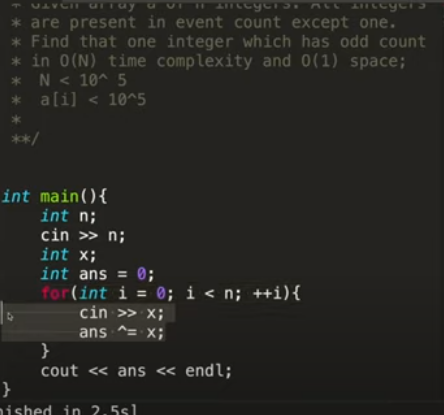 * Given array a of n integers. All integers
* are present in event count except one.
* Find that one integer which has odd count
* in O(N) time complexity and O(1) space;
* N < 10^ 5
* a[i] < 10^5
*
**/
int main(){
int n;
cin >> n;
int x;
int ans = 0;
for(int i = 0; i < n; ++i){
cin >> x;
ans ^= x;
}
cout << ans << endl;
}
nished in 2.5s]